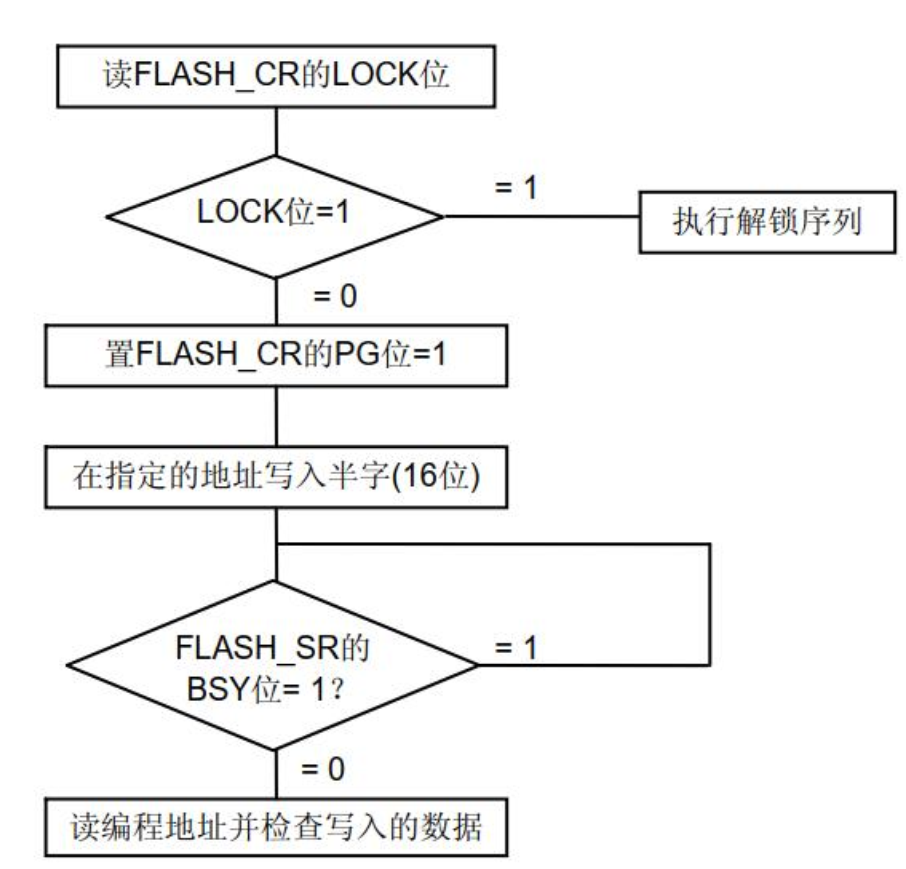 读FLASH_CR的LOCK位
LOCK位=1
= 1
执行解锁序列
= 0
置FLASH_CR的PG位=1
在指定的地址写入半字(16位)
FLASH_SR的
BSY位= 1?
= 1
= 0
读编程地址并检查写入的数据